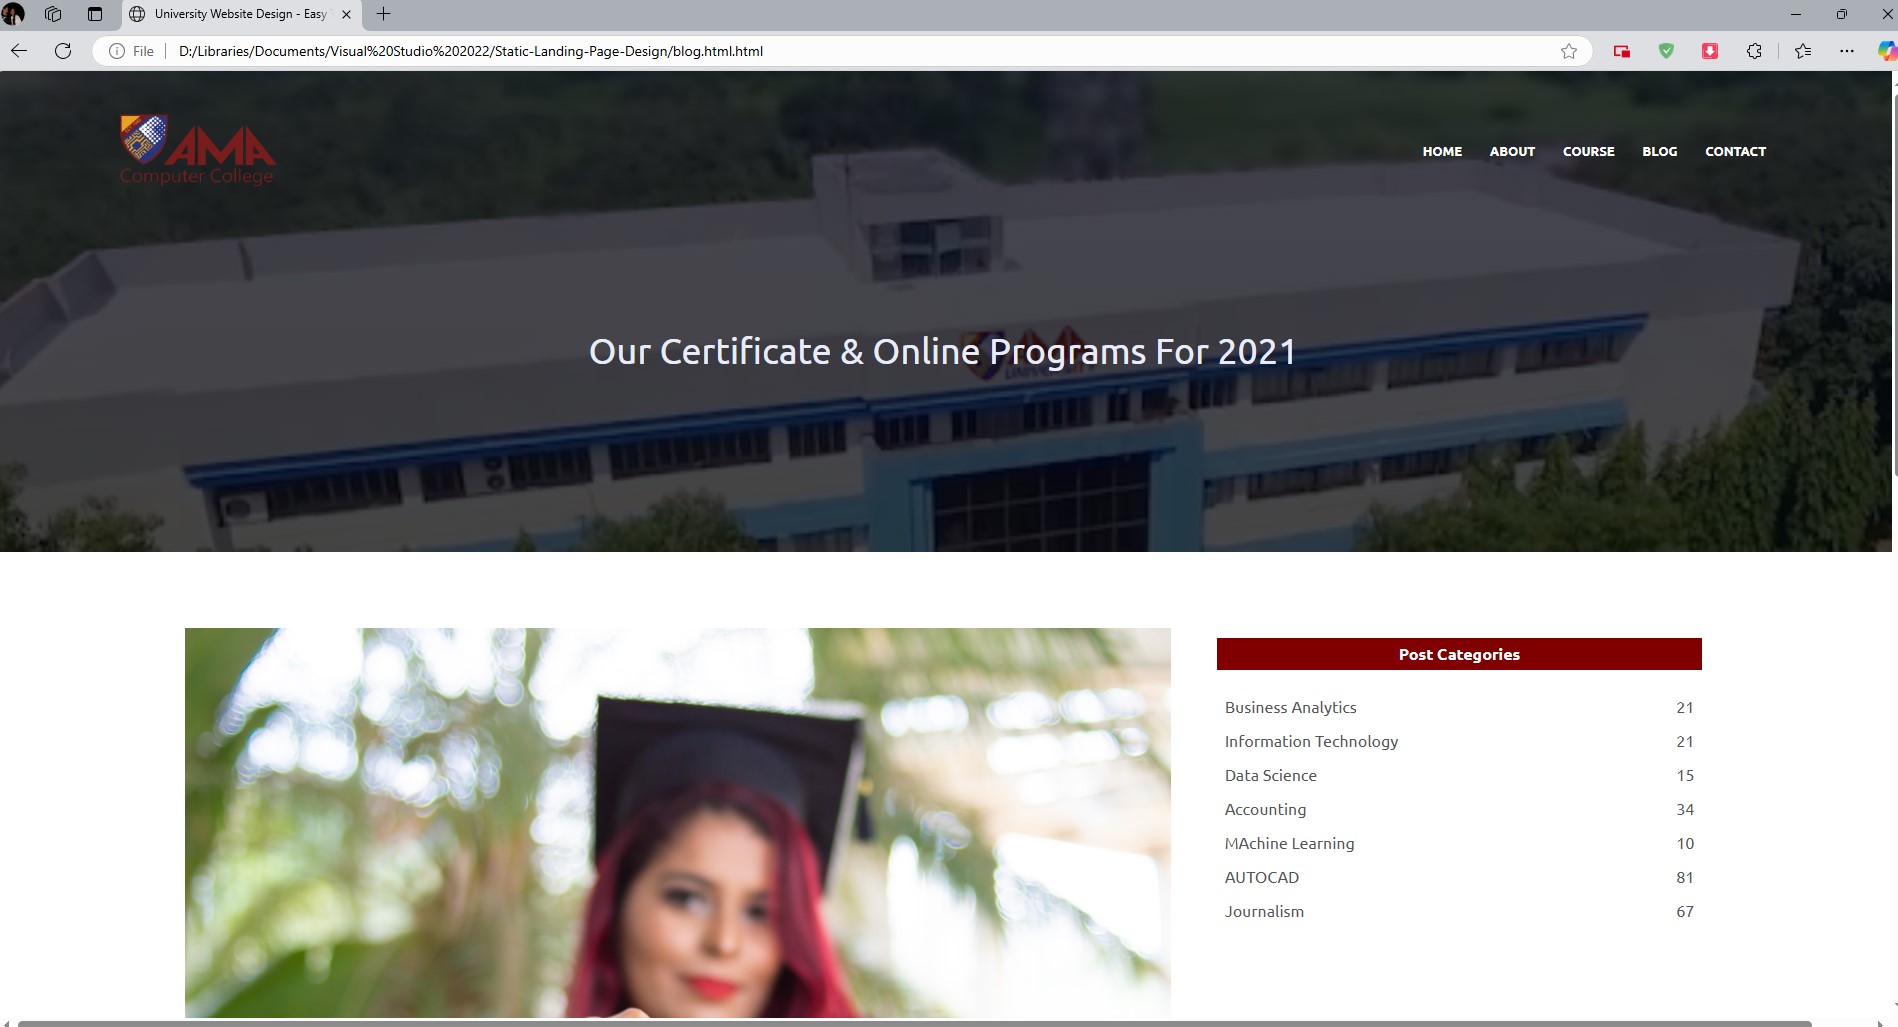 University Website Design - Easy
File
D:/Libraries/Documents/Visual%20Studio%202022/Static-Landing-Page-Design/blog.html.html
AMA
Computer College
HOME ABOUT COURSE BLOG CONTACT
Our Certificate & Online Programs For 2021
Post Categories
Business Analytics 21
Information Technology 21
Data Science 15
Accounting 34
MAchine Learning 10
AUTOCAD 81
Journalism 67